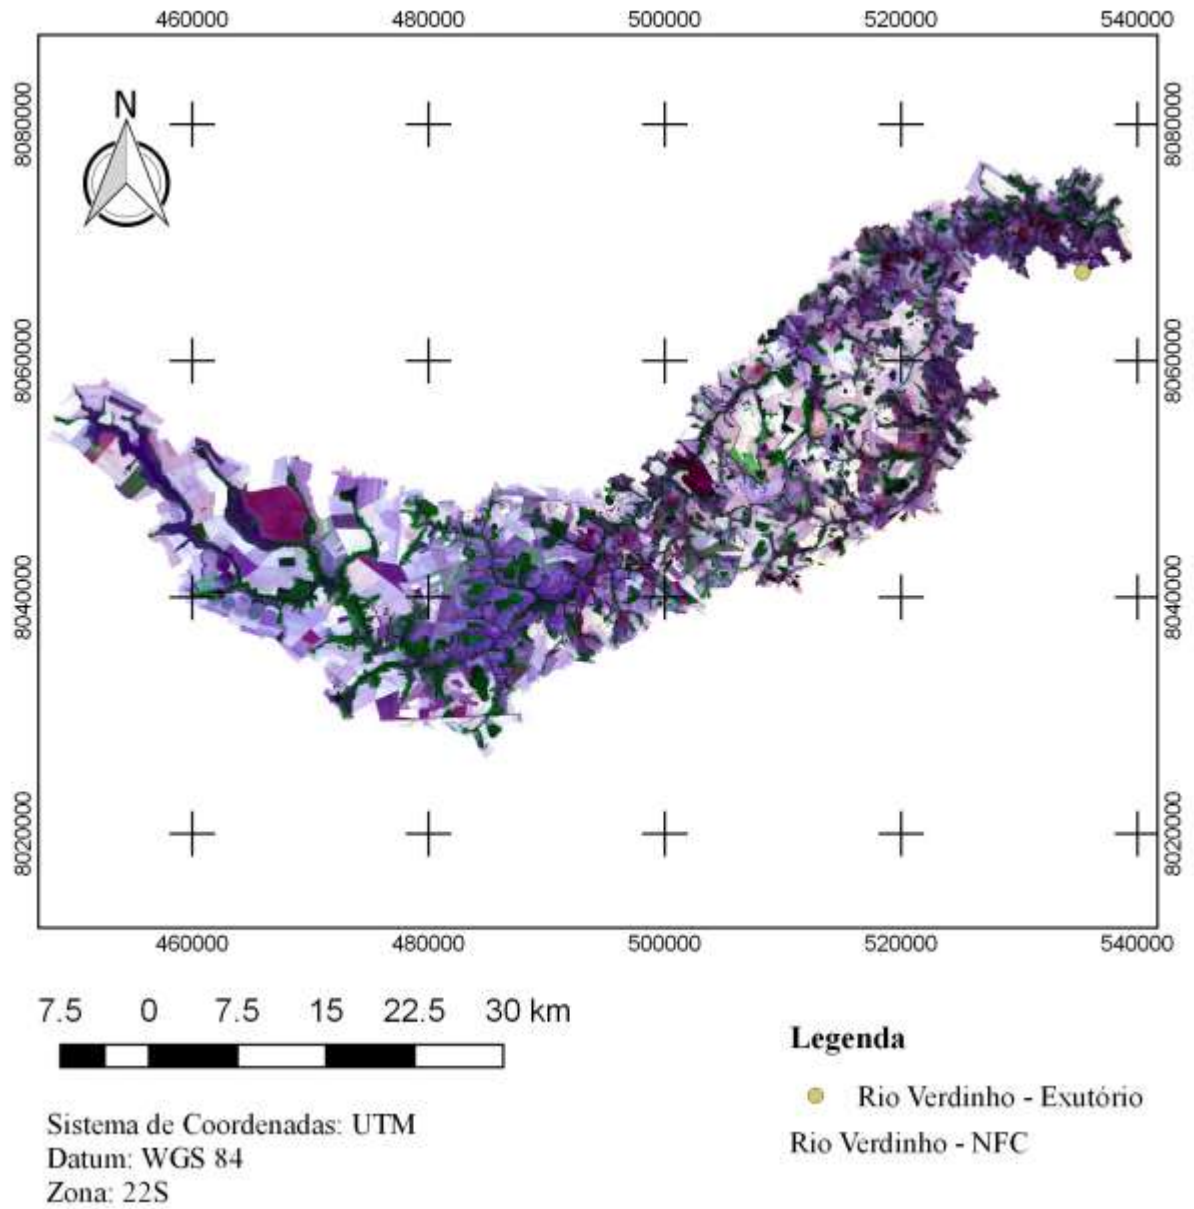 460000 480000 500000 520000 540000
N
8080000 8080000
8060000 8060000
8040000 8040000
8020000 8020000
460000 480000 500000 520000 540000
7.5 0 7.5 15 22.5 30 km
Legenda
Rio Verdinho - Exutório
Rio Verdinho - NFC
Sistema de Coordenadas: UTM
Datum: WGS 84
Zona: 22S